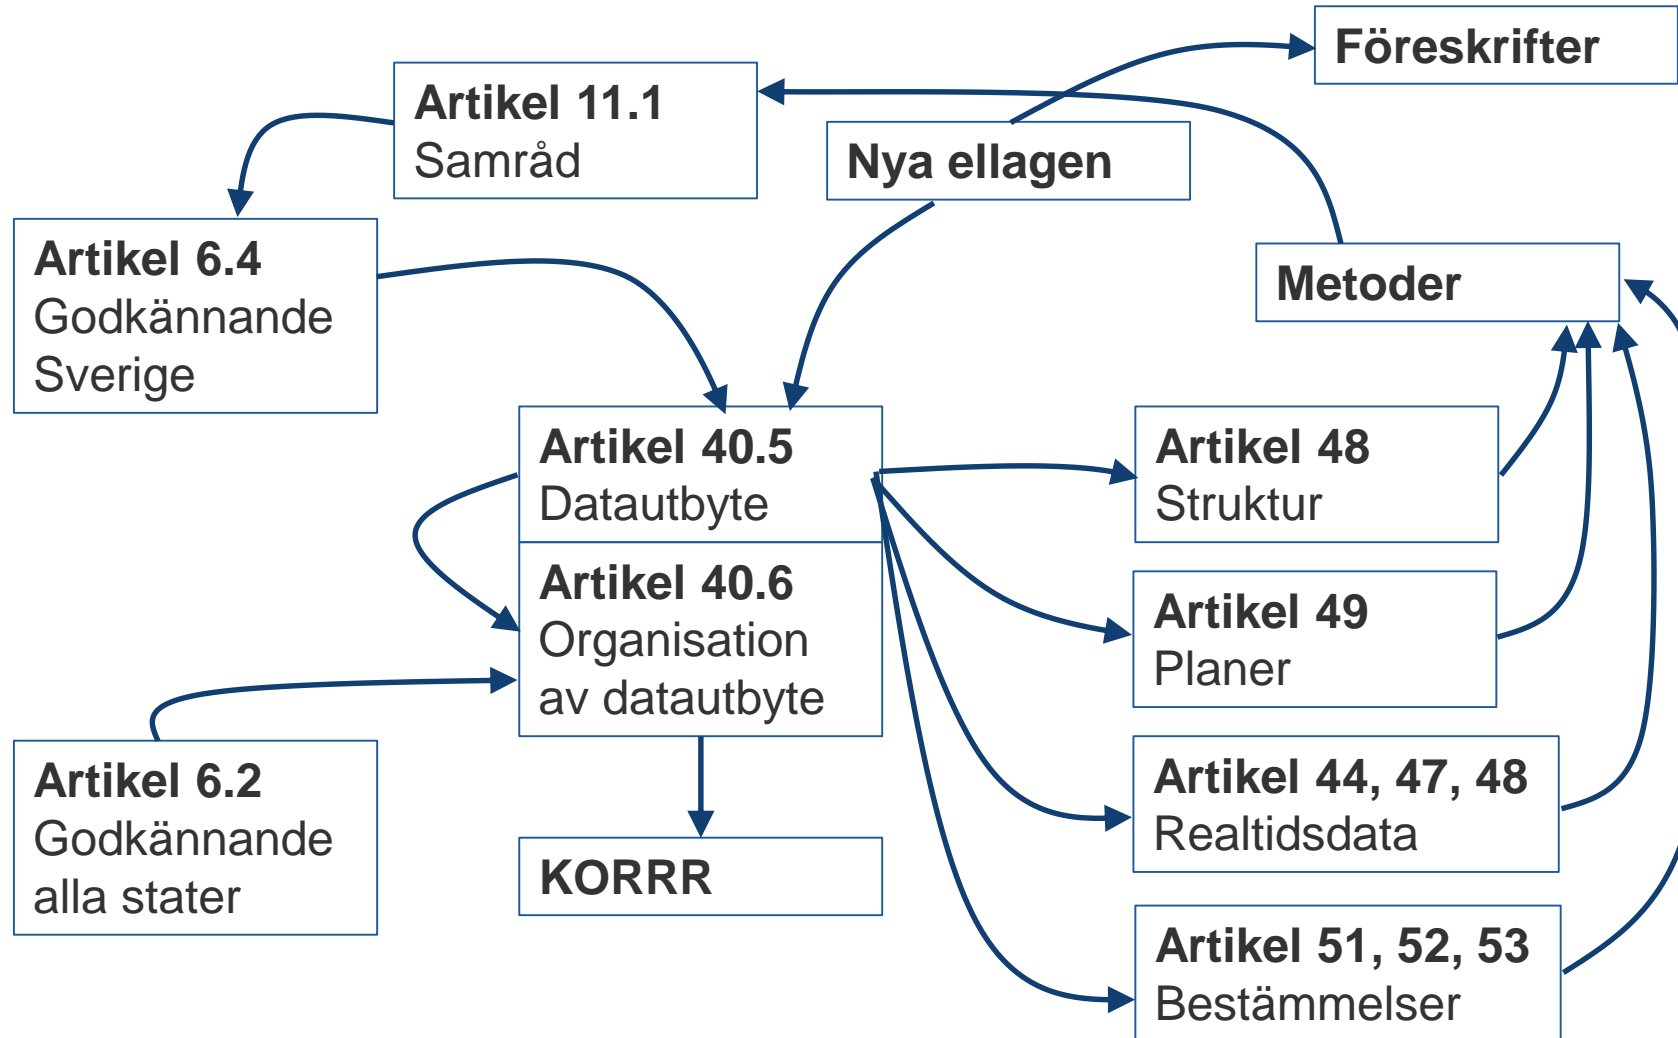 Föreskrifter
Artikel 11.1
Samråd
Nya ellagen
Artikel 6.4
Godkännande
Sverige
Metoder
Artikel 40.5
Datautbyte
Artikel 48
Struktur
Artikel 40.6
Organisation
av datautbyte
Artikel 49
Planer
Artikel 6.2
Godkännande
alla stater
Artikel 44, 47, 48
Realtidsdata
KORRR
Artikel 51, 52, 53
Bestämmelser